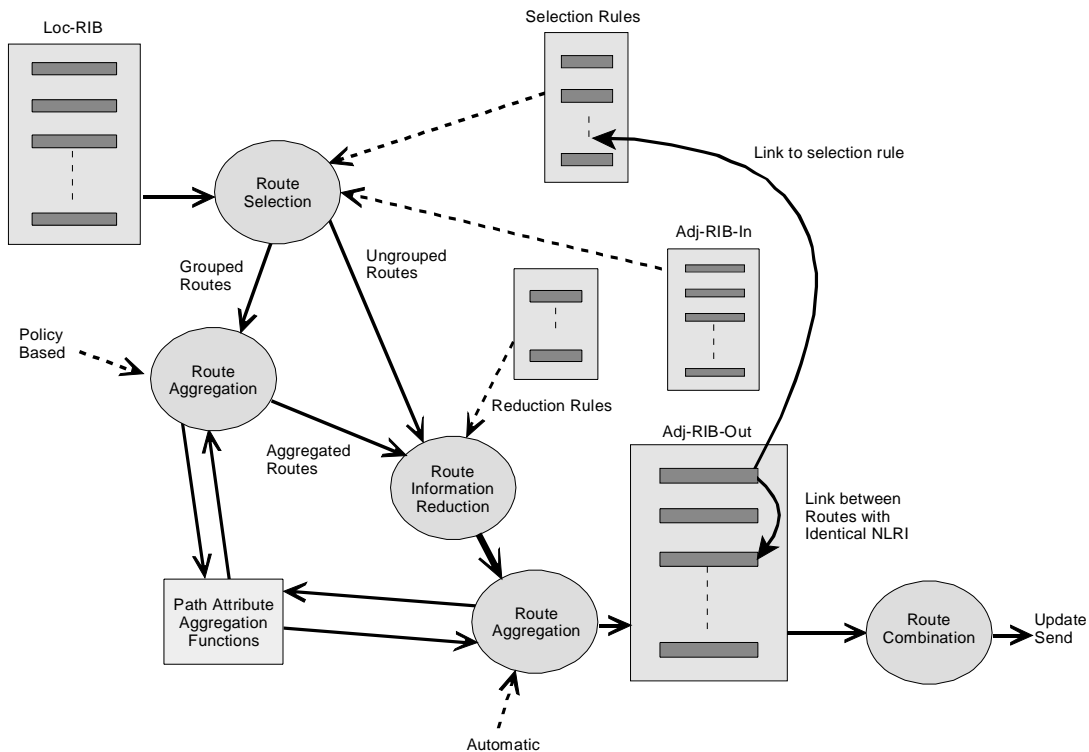 Loc-RIB
Selection Rules
Link to selection rule
Route
Selection
Adj-RIB-In
Grouped
Routes
Ungrouped
Routes
Policy
Based
Route
Aggregation
Reduction Rules
Aggregated
Routes
Adj-RIB-Out
Route
Information
Reduction
Link between
Routes with
Identical NLRI
Path Attribute
Aggregation
Functions
Route
Aggregation
Route
Combination
Update
Send
Automatic